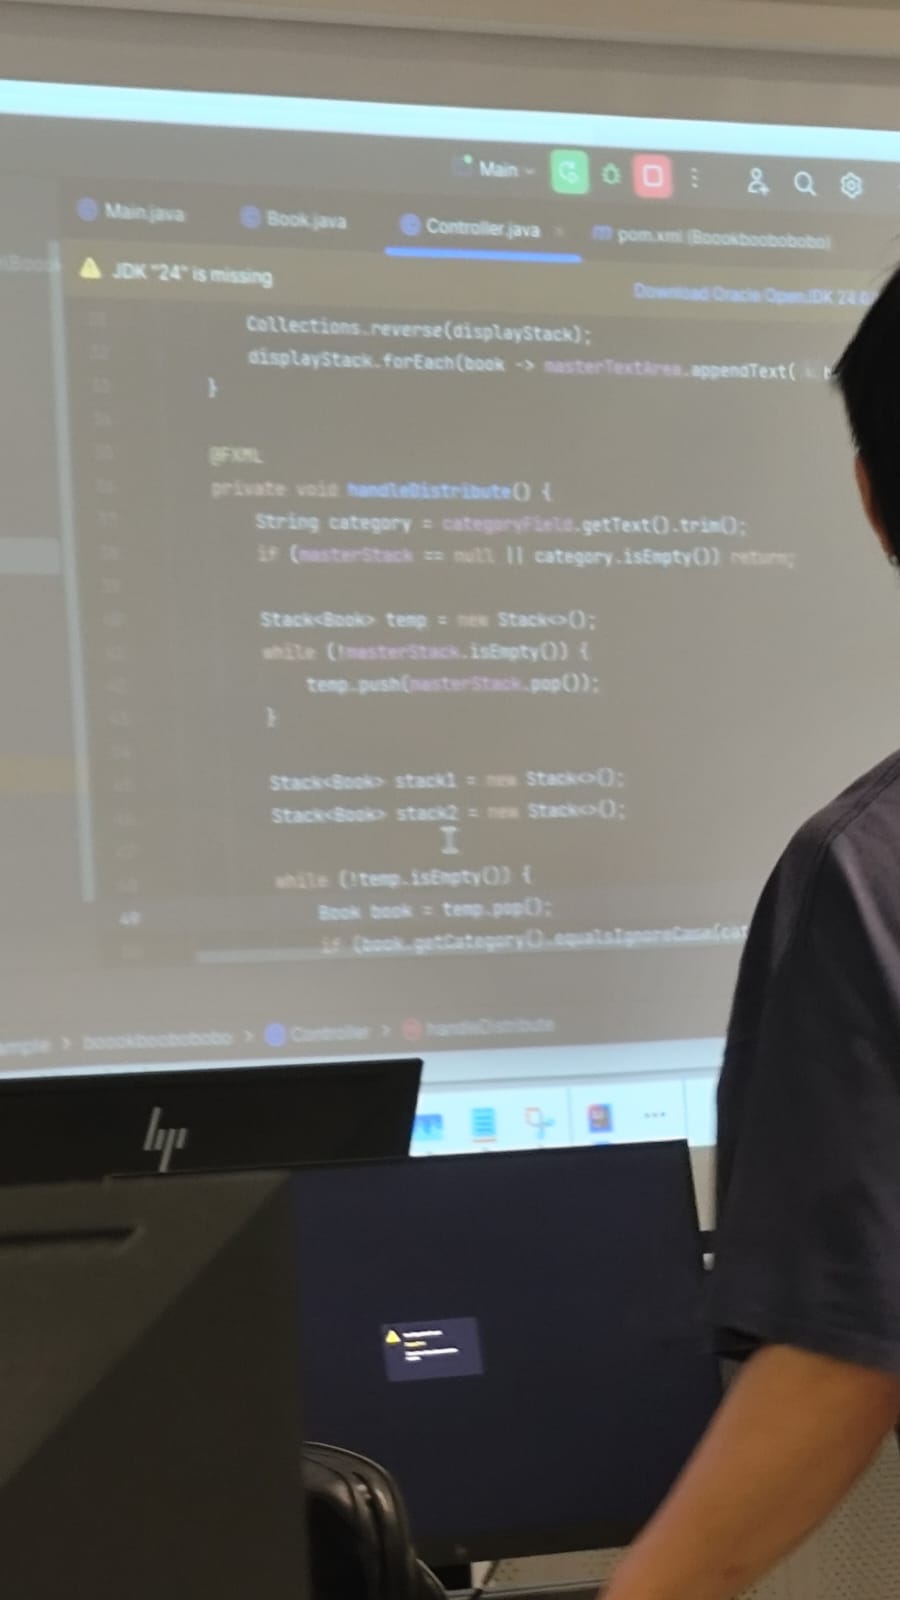 Main
Main.java Book.java Controller.java pom.xml (Boookboobobobo)
JDK "24" is missing
Download Oracle OpenJDK 24.0
Collections.reverse(displayStack);
displayStack.forEach(book -> masterTextArea.appendText(
}
@FXML
private void handleDistribute() {
String category = categoryField.getText().trim();
if (masterStack == null || category.isEmpty()) return;
Stack<Book> temp = new Stack<>();
while (!masterStack.isEmpty()) {
temp.push(masterStack.pop());
}
Stack<Book> stack1 = new Stack<>();
Stack<Book> stack2 = new Stack<>();
while (!temp.isEmpty()) {
49 Book book = temp.pop();
if (book.getCategory().equalsIgnoreCase(cat
> boookboobobobo > Controller > handleDistribute
hp